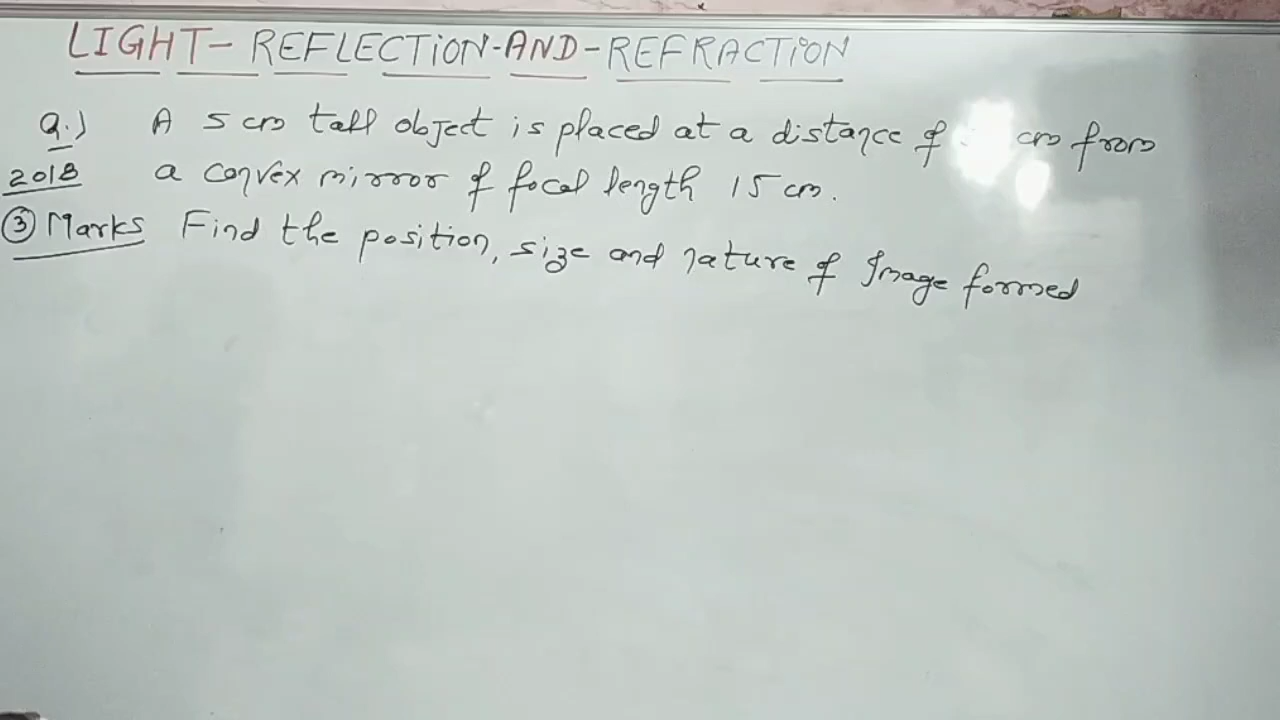 LIGHT-REFLECTION-AND-REFRACTION
Q.) A 5 cm tall object is placed at a distance of cm from
2018 a convex mirror of focal length 15 cm.
③ Marks Find the position, size and nature of Image formed